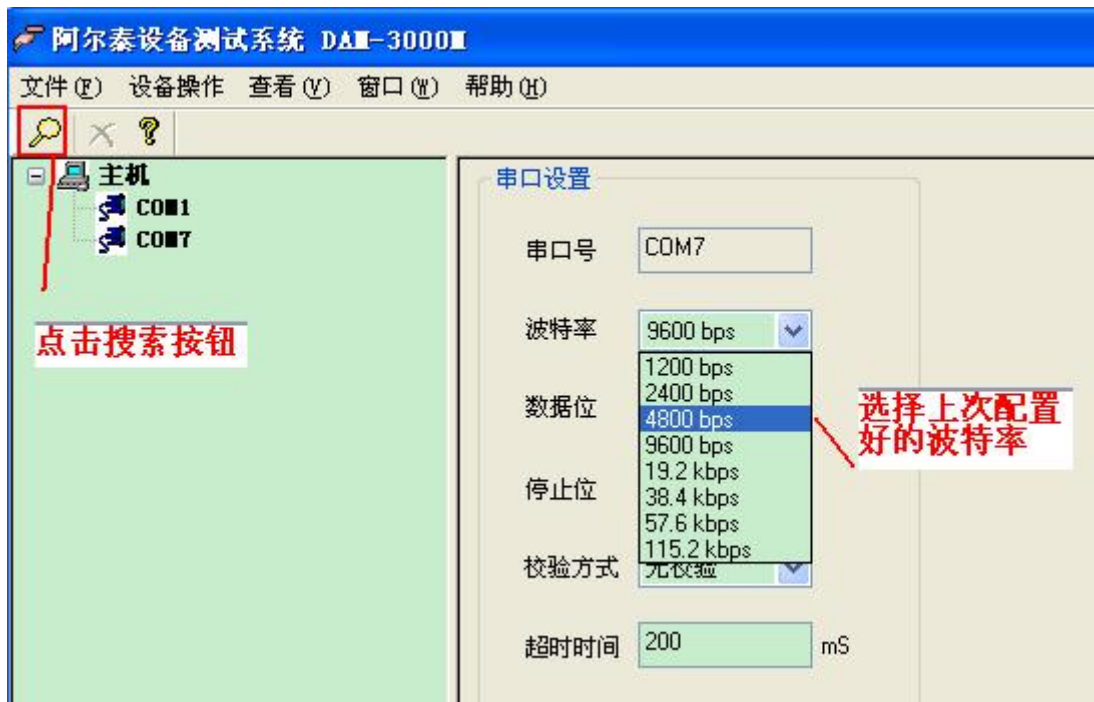 阿尔泰设备测试系统 DAM-3000M
文件(F) 设备操作 查看(V) 窗口(W) 帮助(H)
主机
COM1
COM7
点击搜索按钮
串口设置
串口号 COM7
波特率 9600 bps
1200 bps
2400 bps
4800 bps
9600 bps
19.2 kbps
38.4 kbps
57.6 kbps
115.2 kbps
选择上次配置
好的波特率
数据位
停止位
校验方式 无校验
超时时间 200 mS